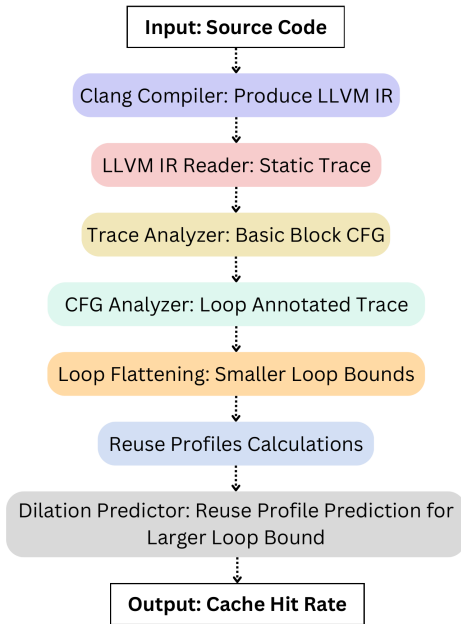 Input: Source Code
Clang Compiler: Produce LLVM IR
LLVM IR Reader: Static Trace
Trace Analyzer: Basic Block CFG
CFG Analyzer: Loop Annotated Trace
Loop Flattening: Smaller Loop Bounds
Reuse Profiles Calculations
Dilation Predictor: Reuse Profile Prediction for
Larger Loop Bound
Output: Cache Hit Rate